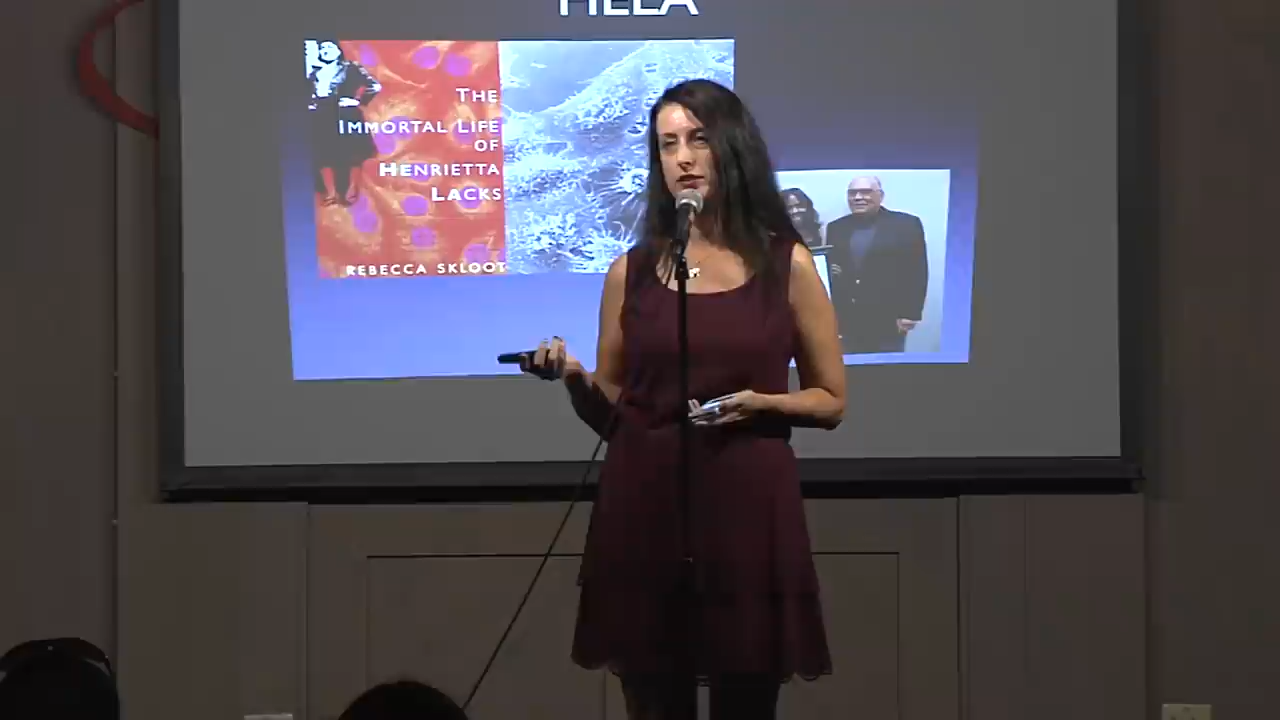 HELA
THE
IMMORTAL LIFE
OF
HENRIETTA
LACKS
REBECCA SKLOOT